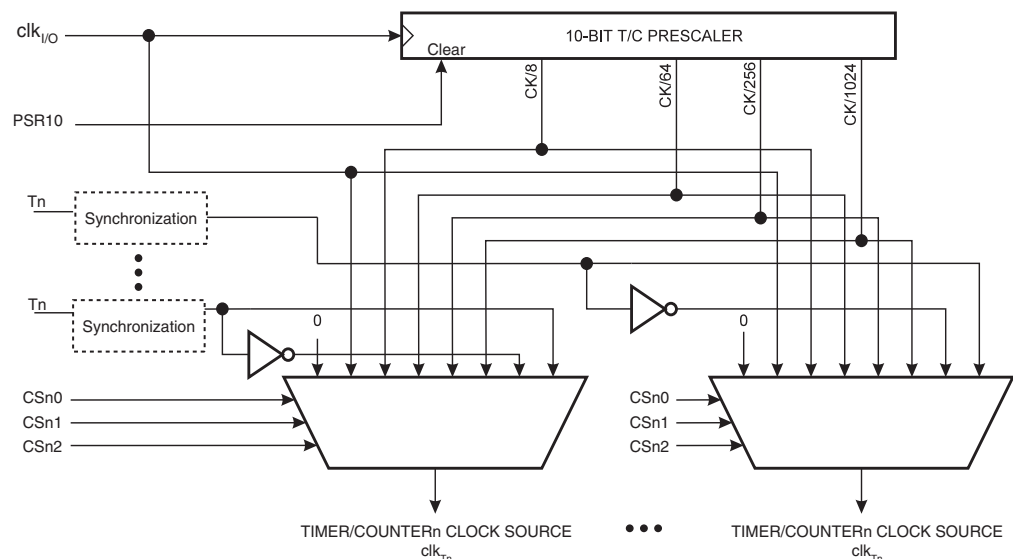 clkI/O
10-BIT T/C PRESCALER
Clear
CK/8
CK/64
CK/256
CK/1024
PSR10
Tn
Synchronization
Tn
Synchronization
0
0
CSn0
CSn1
CSn2
CSn0
CSn1
CSn2
TIMER/COUNTERn CLOCK SOURCE
clkTn
TIMER/COUNTERn CLOCK SOURCE
clkTn